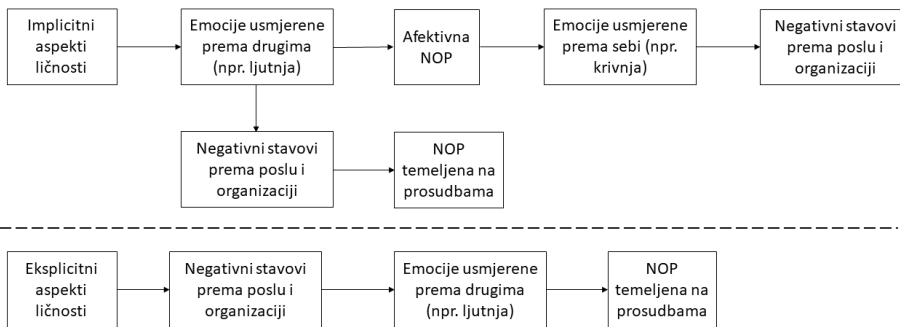 Implicitni
aspekti
ličnosti
Emocije usmjerene
prema drugima
(npr. ljutnja)
Afektivna
NOP
Emocije usmjerene
prema sebi (npr.
krivnja)
Negativni stavovi
prema poslu i
organizaciji
Negativni stavovi
prema poslu i
organizaciji
NOP
temeljena na
prosudbama
Eksplicitni
aspekti
ličnosti
Negativni stavovi
prema poslu i
organizaciji
Emocije usmjerene
prema drugima
(npr. ljutnja)
NOP
temeljena na
prosudbama